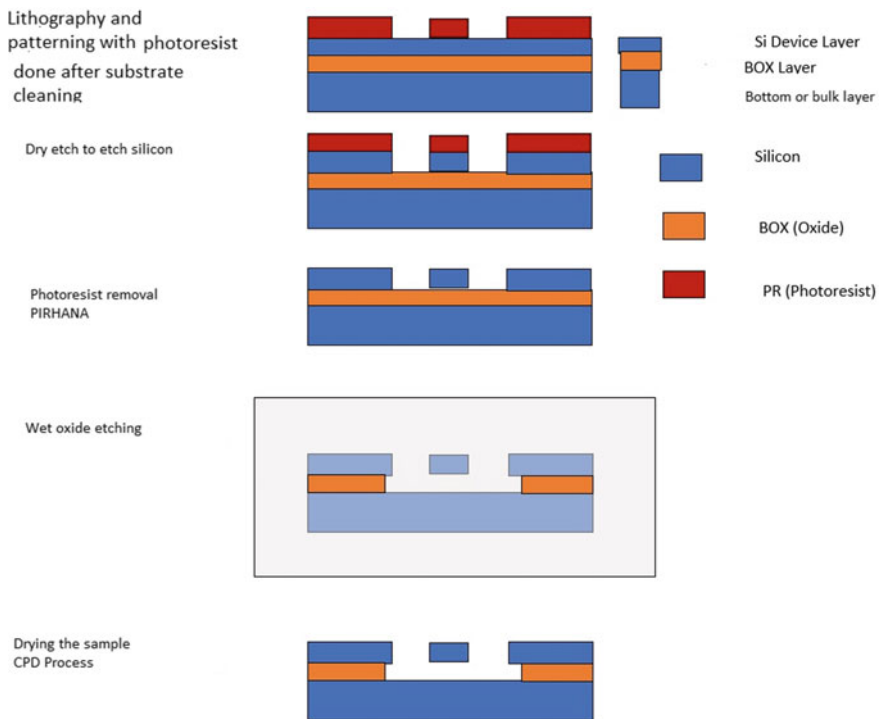 Lithography and
patterning with photoresist
done after substrate
cleaning
Si Device Layer
BOX Layer
Bottom or bulk layer
Dry etch to etch silicon
Silicon
BOX (Oxide)
PR (Photoresist)
Photoresist removal
PIRHANA
Wet oxide etching
Drying the sample
CPD Process